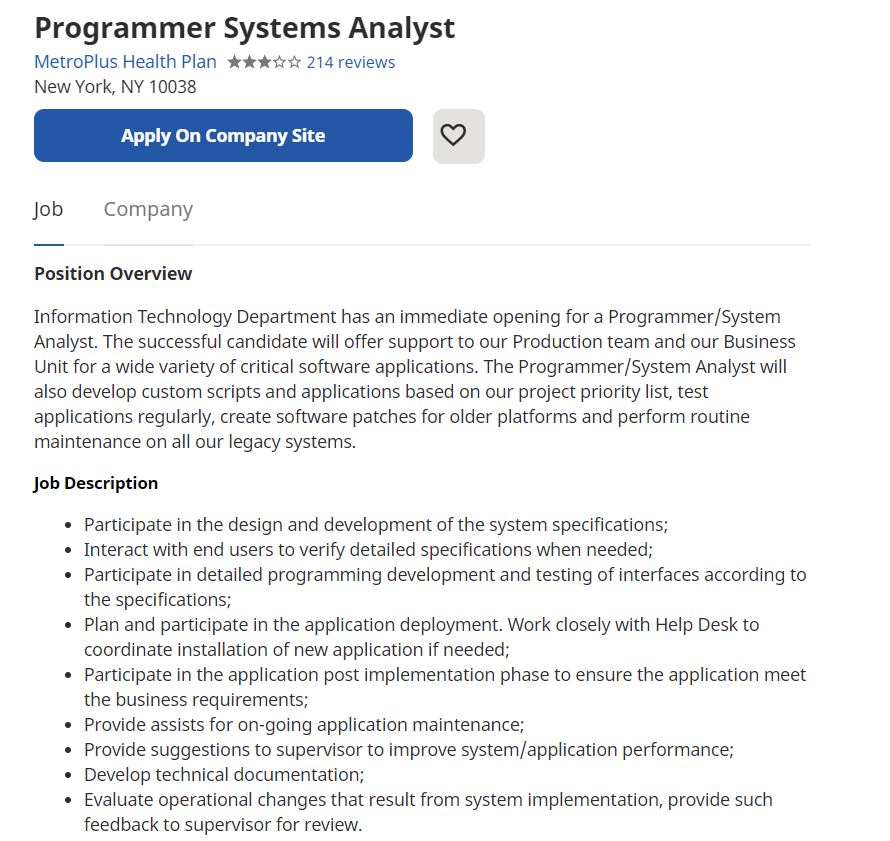 Programmer Systems Analyst
MetroPlus Health Plan 214 reviews
New York, NY 10038
Apply On Company Site
Job Company
Position Overview
Information Technology Department has an immediate opening for a Programmer/System
Analyst. The successful candidate will offer support to our Production team and our Business
Unit for a wide variety of critical software applications. The Programmer/System Analyst will
also develop custom scripts and applications based on our project priority list, test
applications regularly, create software patches for older platforms and perform routine
maintenance on all our legacy systems.
Job Description
• Participate in the design and development of the system specifications;
• Interact with end users to verify detailed specifications when needed;
• Participate in detailed programming development and testing of interfaces according to
the specifications;
• Plan and participate in the application deployment. Work closely with Help Desk to
coordinate installation of new application if needed;
• Participate in the application post implementation phase to ensure the application meet
the business requirements;
• Provide assists for on-going application maintenance;
• Provide suggestions to supervisor to improve system/application performance;
• Develop technical documentation;
• Evaluate operational changes that result from system implementation, provide such
feedback to supervisor for review.